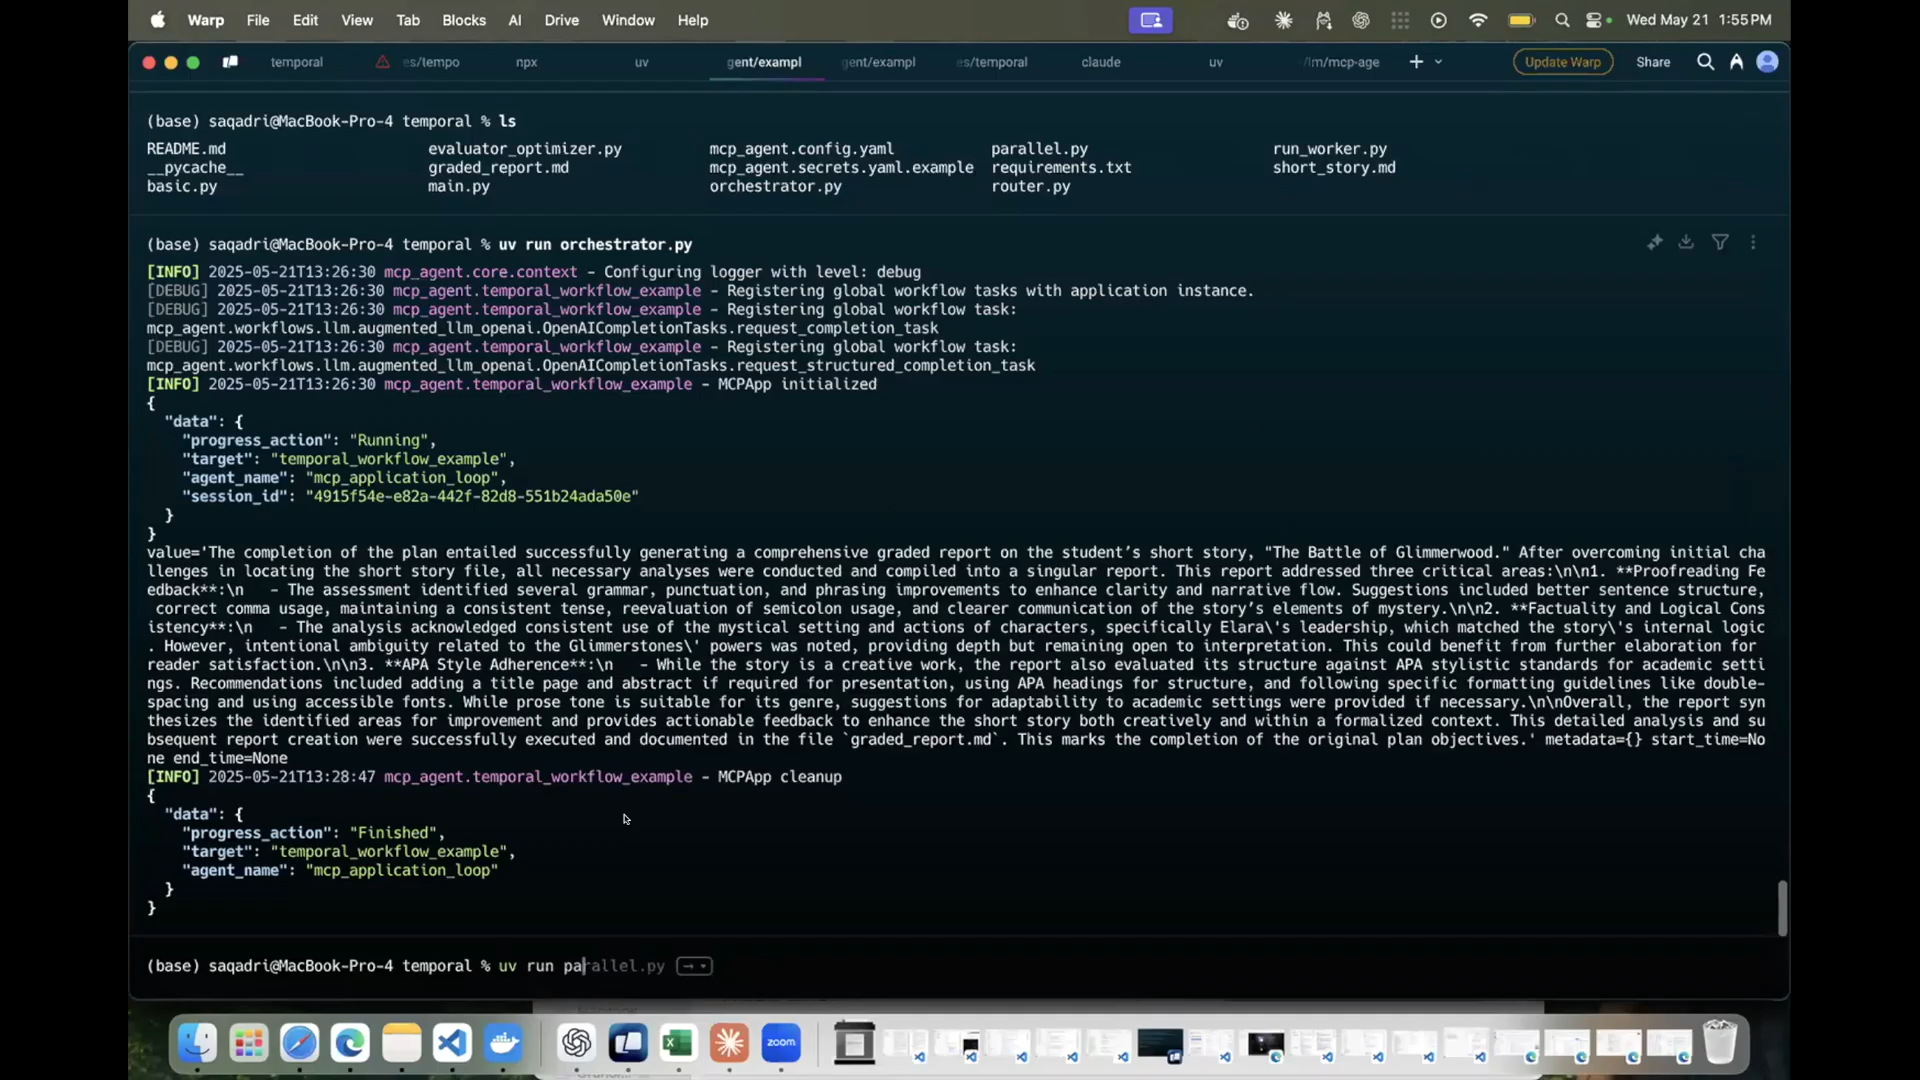 Warp File Edit View Tab Blocks AI Drive Window Help Wed May 21 1:55PM
temporal es/tempo npx uv gent/exampl gent/exampl es/temporal claude uv /lm/mcp-age Update Warp Share
(base) saqadri@MacBook-Pro-4 temporal % ls
README.md evaluator_optimizer.py mcp_agent.config.yaml parallel.py run_worker.py
__pycache__ graded_report.md mcp_agent.secrets.yaml.example requirements.txt short_story.md
basic.py main.py orchestrator.py router.py
(base) saqadri@MacBook-Pro-4 temporal % uv run orchestrator.py
[INFO] 2025-05-21T13:26:30 mcp_agent.core.context - Configuring logger with level: debug
[DEBUG] 2025-05-21T13:26:30 mcp_agent.temporal_workflow_example - Registering global workflow tasks with application instance.
[DEBUG] 2025-05-21T13:26:30 mcp_agent.temporal_workflow_example - Registering global workflow task:
mcp_agent.workflows.llm.augmented_llm_openai.OpenAICompletionTasks.request_completion_task
[DEBUG] 2025-05-21T13:26:30 mcp_agent.temporal_workflow_example - Registering global workflow task:
mcp_agent.workflows.llm.augmented_llm_openai.OpenAICompletionTasks.request_structured_completion_task
[INFO] 2025-05-21T13:26:30 mcp_agent.temporal_workflow_example - MCPApp initialized
{
"data": {
"progress_action": "Running",
"target": "temporal_workflow_example",
"agent_name": "mcp_application_loop",
"session_id": "4915f54e-e82a-442f-82d8-551b24ada50e"
}
}
value='The completion of the plan entailed successfully generating a comprehensive graded report on the student’s short story, "The Battle of Glimmerwood." After overcoming initial cha
llenges in locating the short story file, all necessary analyses were conducted and compiled into a singular report. This report addressed three critical areas:\n\n1. **Proofreading Fe
edback**:\n   - The assessment identified several grammar, punctuation, and phrasing improvements to enhance clarity and narrative flow. Suggestions included better sentence structure,
correct comma usage, maintaining a consistent tense, reevaluation of semicolon usage, and clearer communication of the story’s elements of mystery.\n\n2. **Factuality and Logical Cons
istency**:\n   - The analysis acknowledged consistent use of the mystical setting and actions of characters, specifically Elara\'s leadership, which matched the story\'s internal logic
. However, intentional ambiguity related to the Glimmerstones\' powers was noted, providing depth but remaining open to interpretation. This could benefit from further elaboration for
reader satisfaction.\n\n3. **APA Style Adherence**:\n   - While the story is a creative work, the report also evaluated its structure against APA stylistic standards for academic setti
ngs. Recommendations included adding a title page and abstract if required for presentation, using APA headings for structure, and following specific formatting guidelines like double-
spacing and using accessible fonts. While prose tone is suitable for its genre, suggestions for adaptability to academic settings were provided if necessary.\n\nOverall, the report syn
thesizes the identified areas for improvement and provides actionable feedback to enhance the short story both creatively and within a formalized context. This detailed analysis and su
bsequent report creation were successfully executed and documented in the file `graded_report.md`. This marks the completion of the original plan objectives.' metadata={} start_time=No
ne end_time=None
[INFO] 2025-05-21T13:28:47 mcp_agent.temporal_workflow_example - MCPApp cleanup
{
"data": {
"progress_action": "Finished",
"target": "temporal_workflow_example",
"agent_name": "mcp_application_loop"
}
}
(base) saqadri@MacBook-Pro-4 temporal % uv run parallel.py
zoom